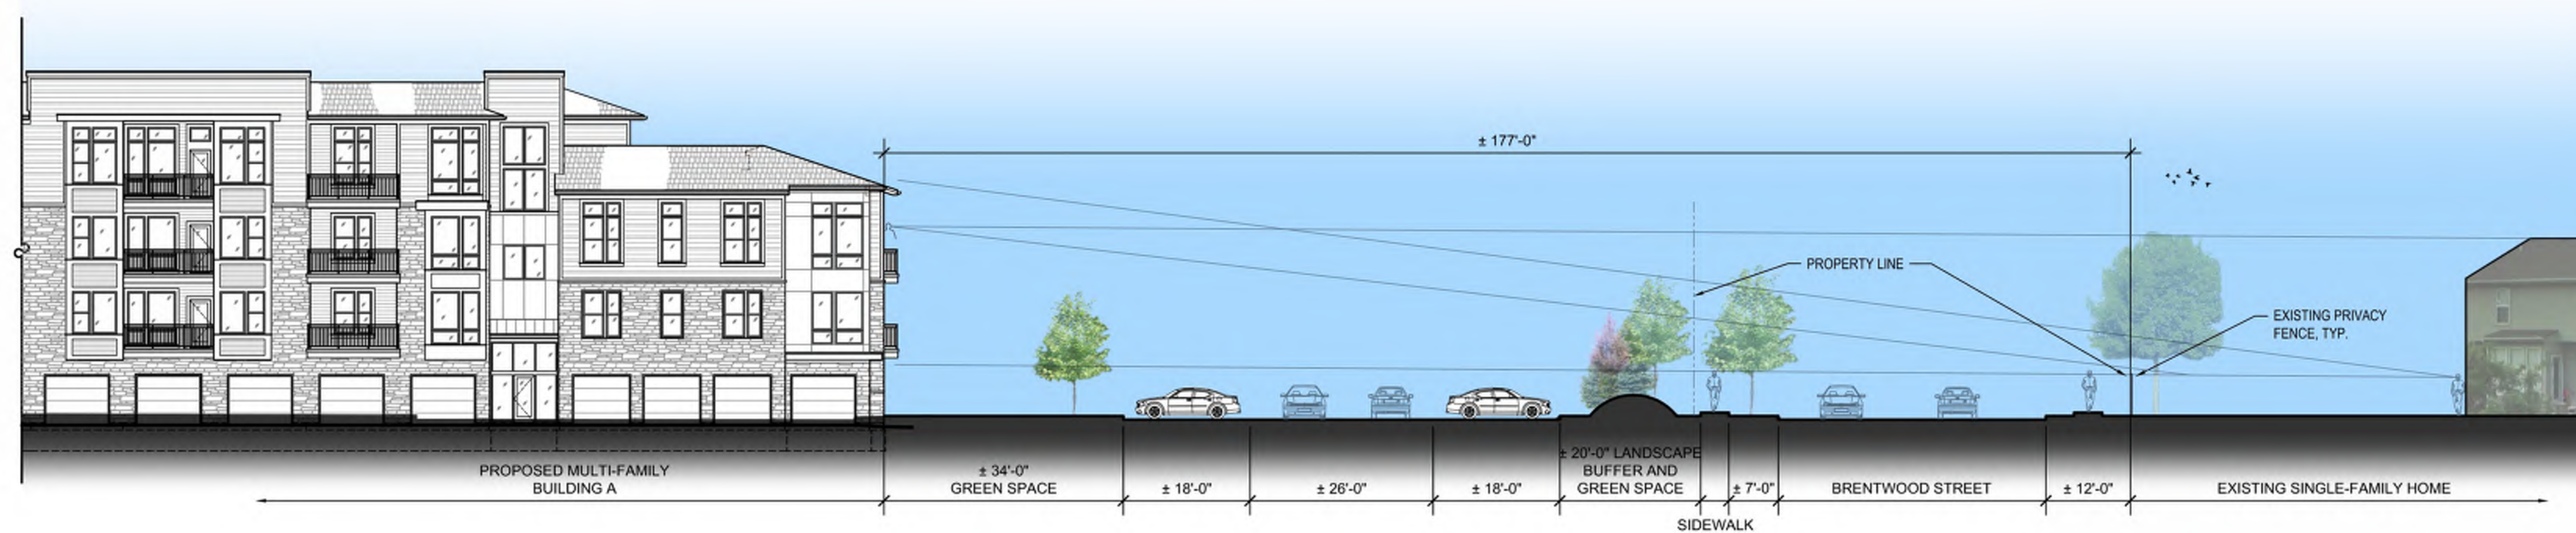 ± 177'-0"
PROPERTY LINE
EXISTING PRIVACY
FENCE, TYP.
PROPOSED MULTI-FAMILY
BUILDING A
± 34'-0"
GREEN SPACE
± 18'-0"
± 26'-0"
± 18'-0"
± 20'-0" LANDSCAPE
BUFFER AND
GREEN SPACE
SIDEWALK
± 7'-0"
BRENTWOOD STREET
± 12'-0"
EXISTING SINGLE-FAMILY HOME